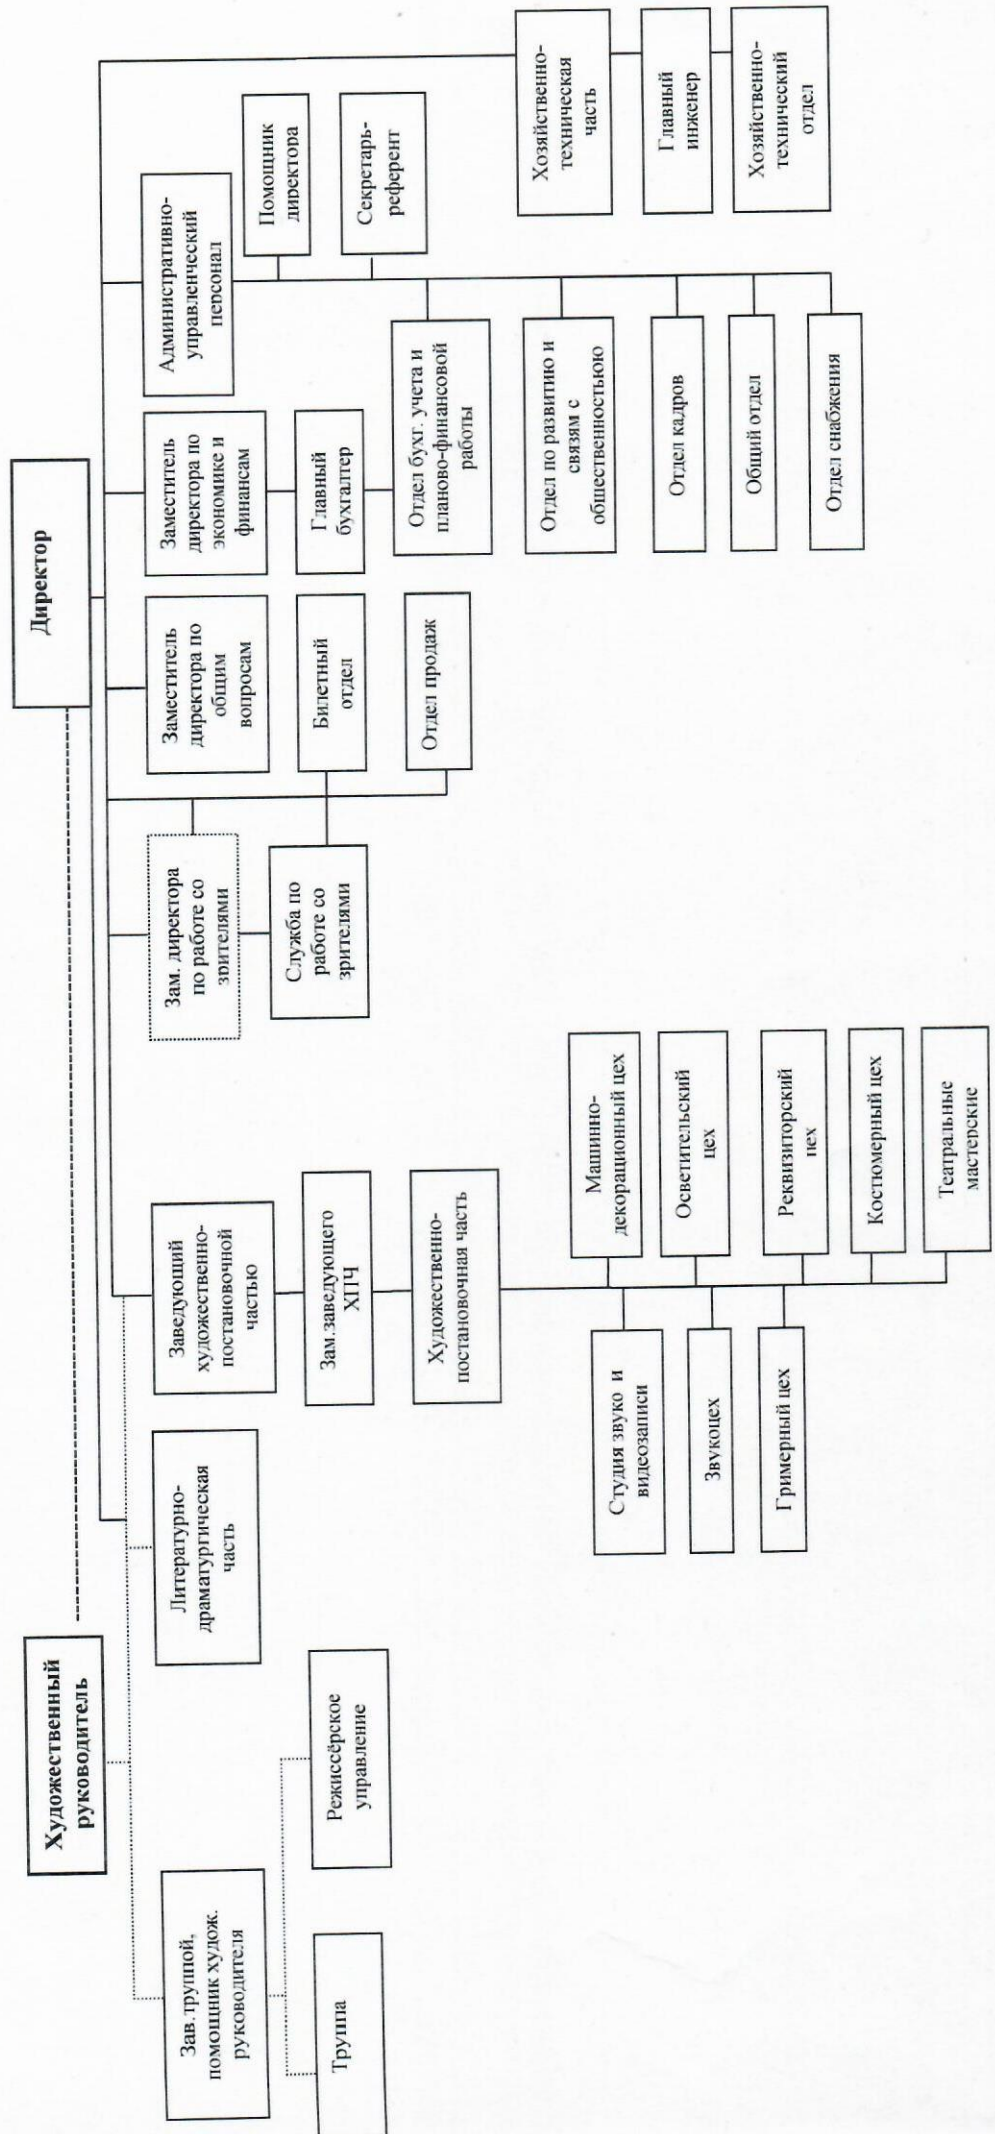 Художественный
руководитель
Директор
Зав.труппой,
помощник худож.
руководителя
Литературно-
драматургическая
часть
Заведующий
художественно-
постановочной
частью
Зам. директора
по работе со
зрителями
Заместитель
директора по
общим
вопросам
Заместитель
директора по
экономике и
финансам
Административно-
управленческий
персонал
Труппа
Режиссёрское
управление
Зам.заведующего
ХПЧ
Художественно-
постановочная часть
Студия звуко и
видеозаписи
Звукоцех
Гримерный цех
Машинно-
декорационный цех
Осветительский
цех
Реквизиторский
цех
Костюмерный цех
Театральные
мастерские
Служба по
работе со
зрителями
Билетный
отдел
Отдел продаж
Главный
бухгалтер
Отдел бухг. учета и
планово-финансовой
работы
Отдел по развитию и
связям с
обшественностьюю
Отдел кадров
Общий отдел
Отдел снабжения
Помощник
директора
Секретарь-
референт
Хозяйственно-
техническая
часть
Главный
инженер
Хозяйственно-
технический
отдел